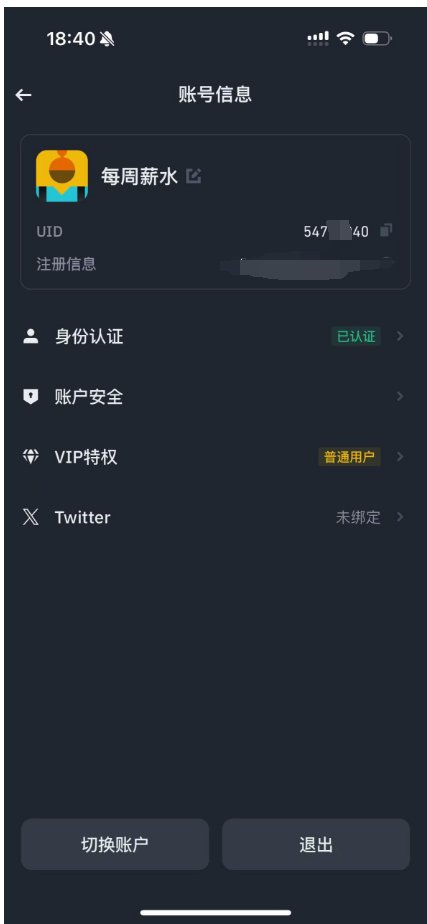 18:40
账号信息
每周薪水
UID 547 40
注册信息
身份认证 已认证
账户安全
VIP特权 普通用户
Twitter 未绑定
切换账户 退出